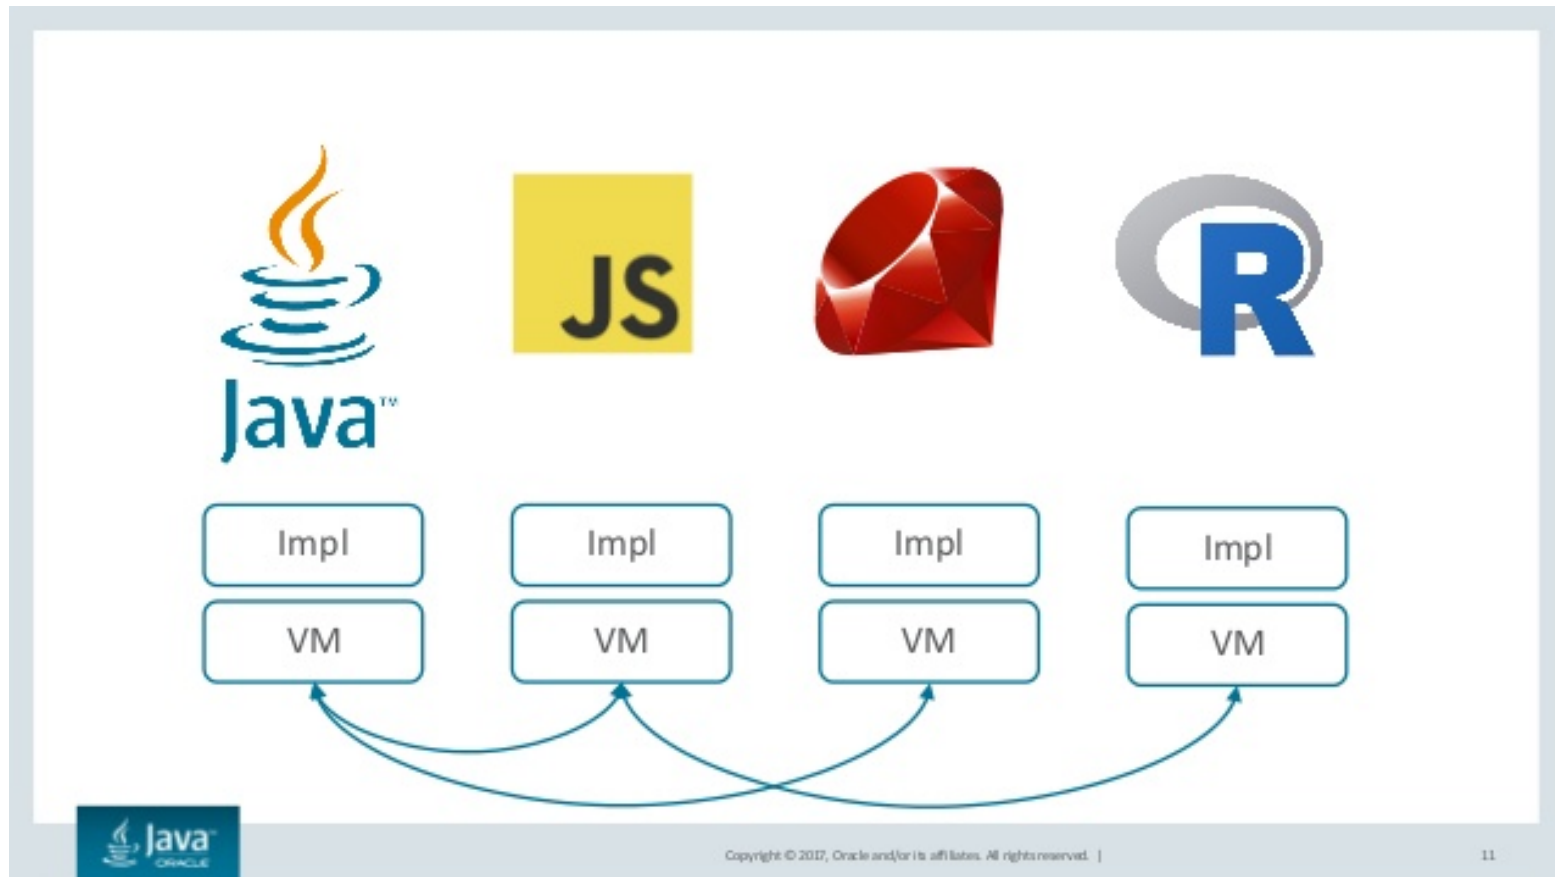 JS
R
Java™
Impl Impl Impl Impl
VM VM VM VM
Java™
ORACLE
Copyright © 2017, Oracle and/or its affiliates. All rights reserved. |
11